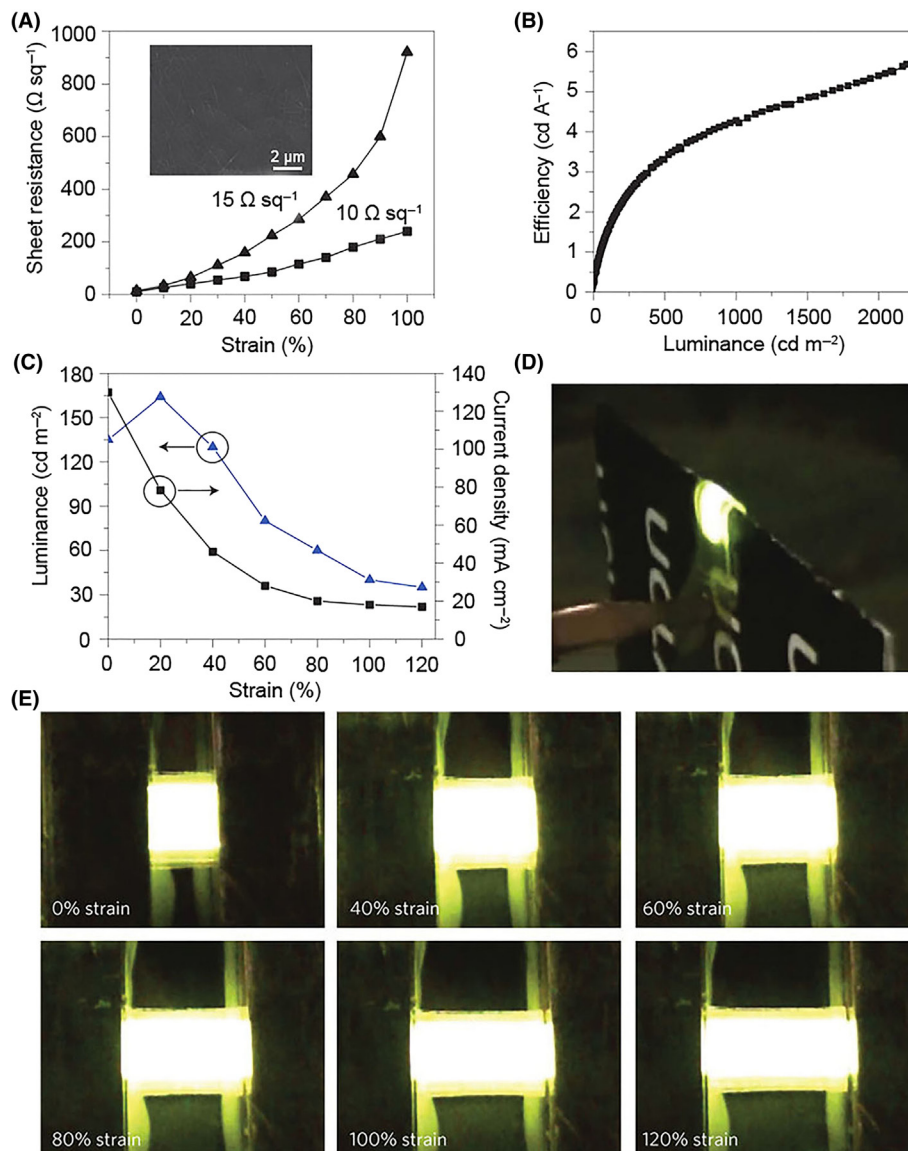 (A)
Sheet resistance (Ω sq⁻¹)
1000
800
600
400
200
0
2 µm
15 Ω sq⁻¹
10 Ω sq⁻¹
0 20 40 60 80 100
Strain (%)
(B)
Efficiency (cd A⁻¹)
6
5
4
3
2
1
0
0 500 1000 1500 2000
Luminance (cd m⁻²)
(C)
Luminance (cd m⁻²)
180
150
120
90
60
30
0
140
120
100
80
60
40
20
0
Current density (mA cm⁻²)
0 20 40 60 80 100 120
Strain (%)
(D)
(E)
0% strain
40% strain
60% strain
80% strain
100% strain
120% strain